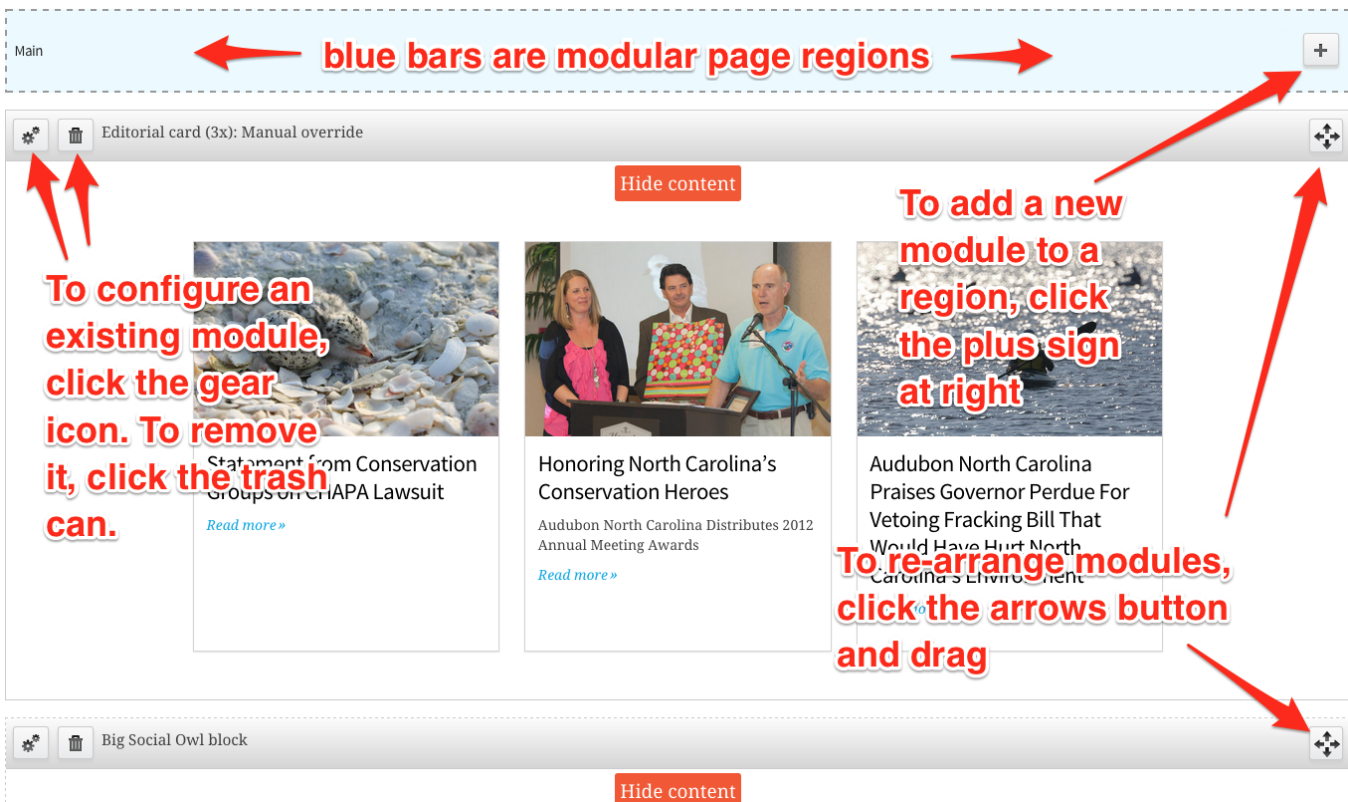 Main
blue bars are modular page regions
Editorial card (3x): Manual override
Hide content
To add a new
module to a
region, click
the plus sign
at right
To configure an
existing module,
click the gear
icon. To remove
it, click the trash
can.
Statement from Conservation
Groups on CHAPA Lawsuit
Read more»
Honoring North Carolina’s
Conservation Heroes
Audubon North Carolina Distributes 2012
Annual Meeting Awards
Read more»
Audubon North Carolina
Praises Governor Perdue For
Vetoing Fracking Bill That
Would Have Hurt North
Carolina's Environment
To re-arrange modules,
click the arrows button
and drag
Big Social Owl block
Hide content